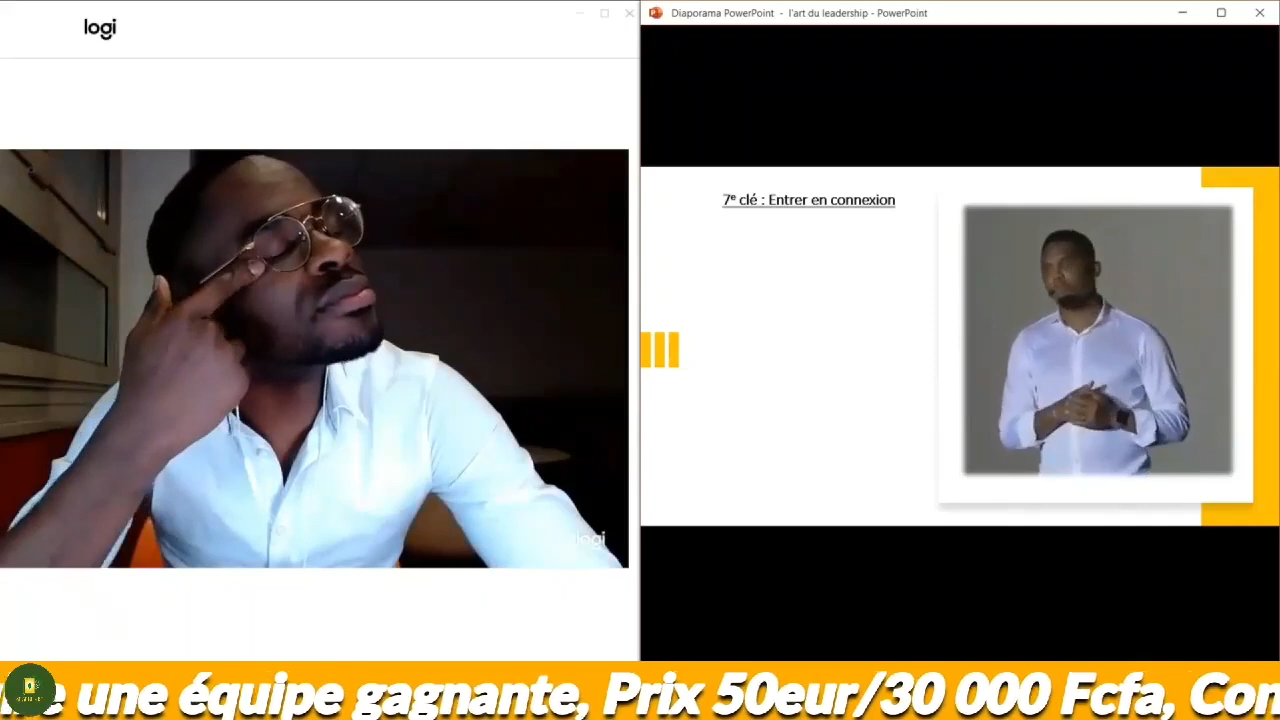 logi
Diaporama PowerPoint - l'art du leadership - PowerPoint
7e clé : Entrer en connexion
logi
une équipe gagnante, Prix 50eur/30 000 Fcfa,